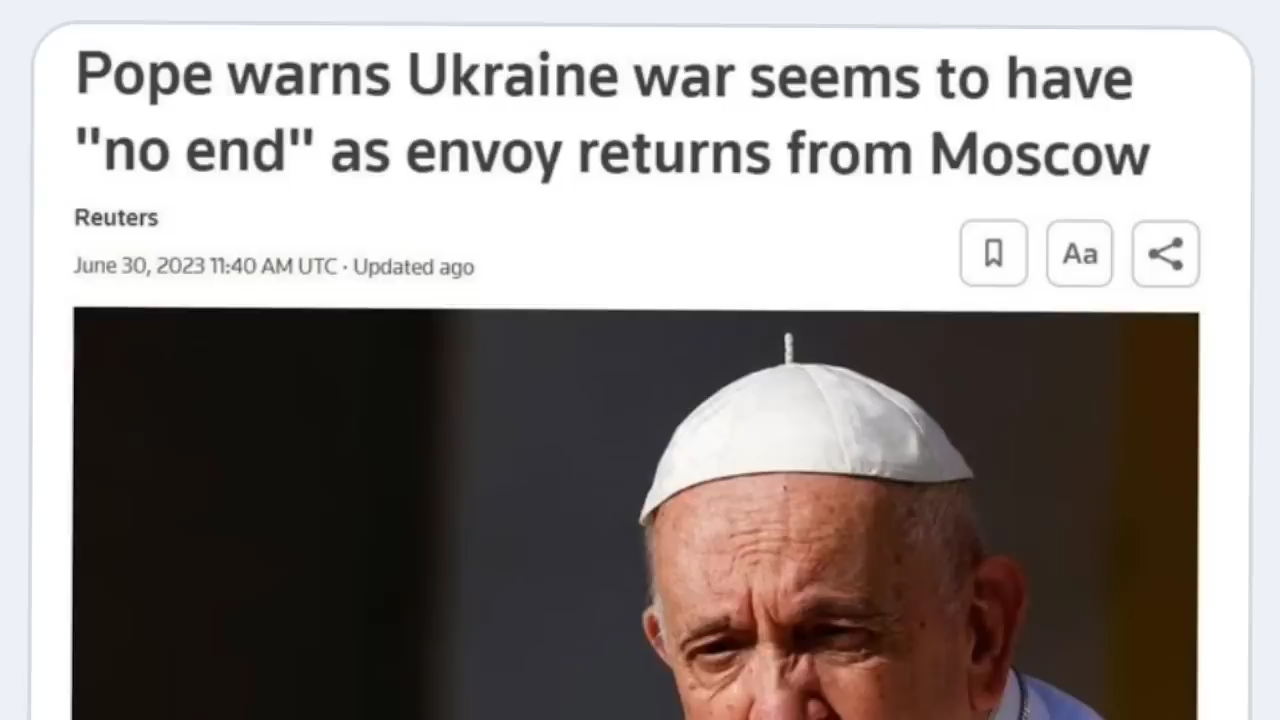 Pope warns Ukraine war seems to have
"no end" as envoy returns from Moscow
Reuters
June 30, 2023 11:40 AM UTC · Updated ago
Aa